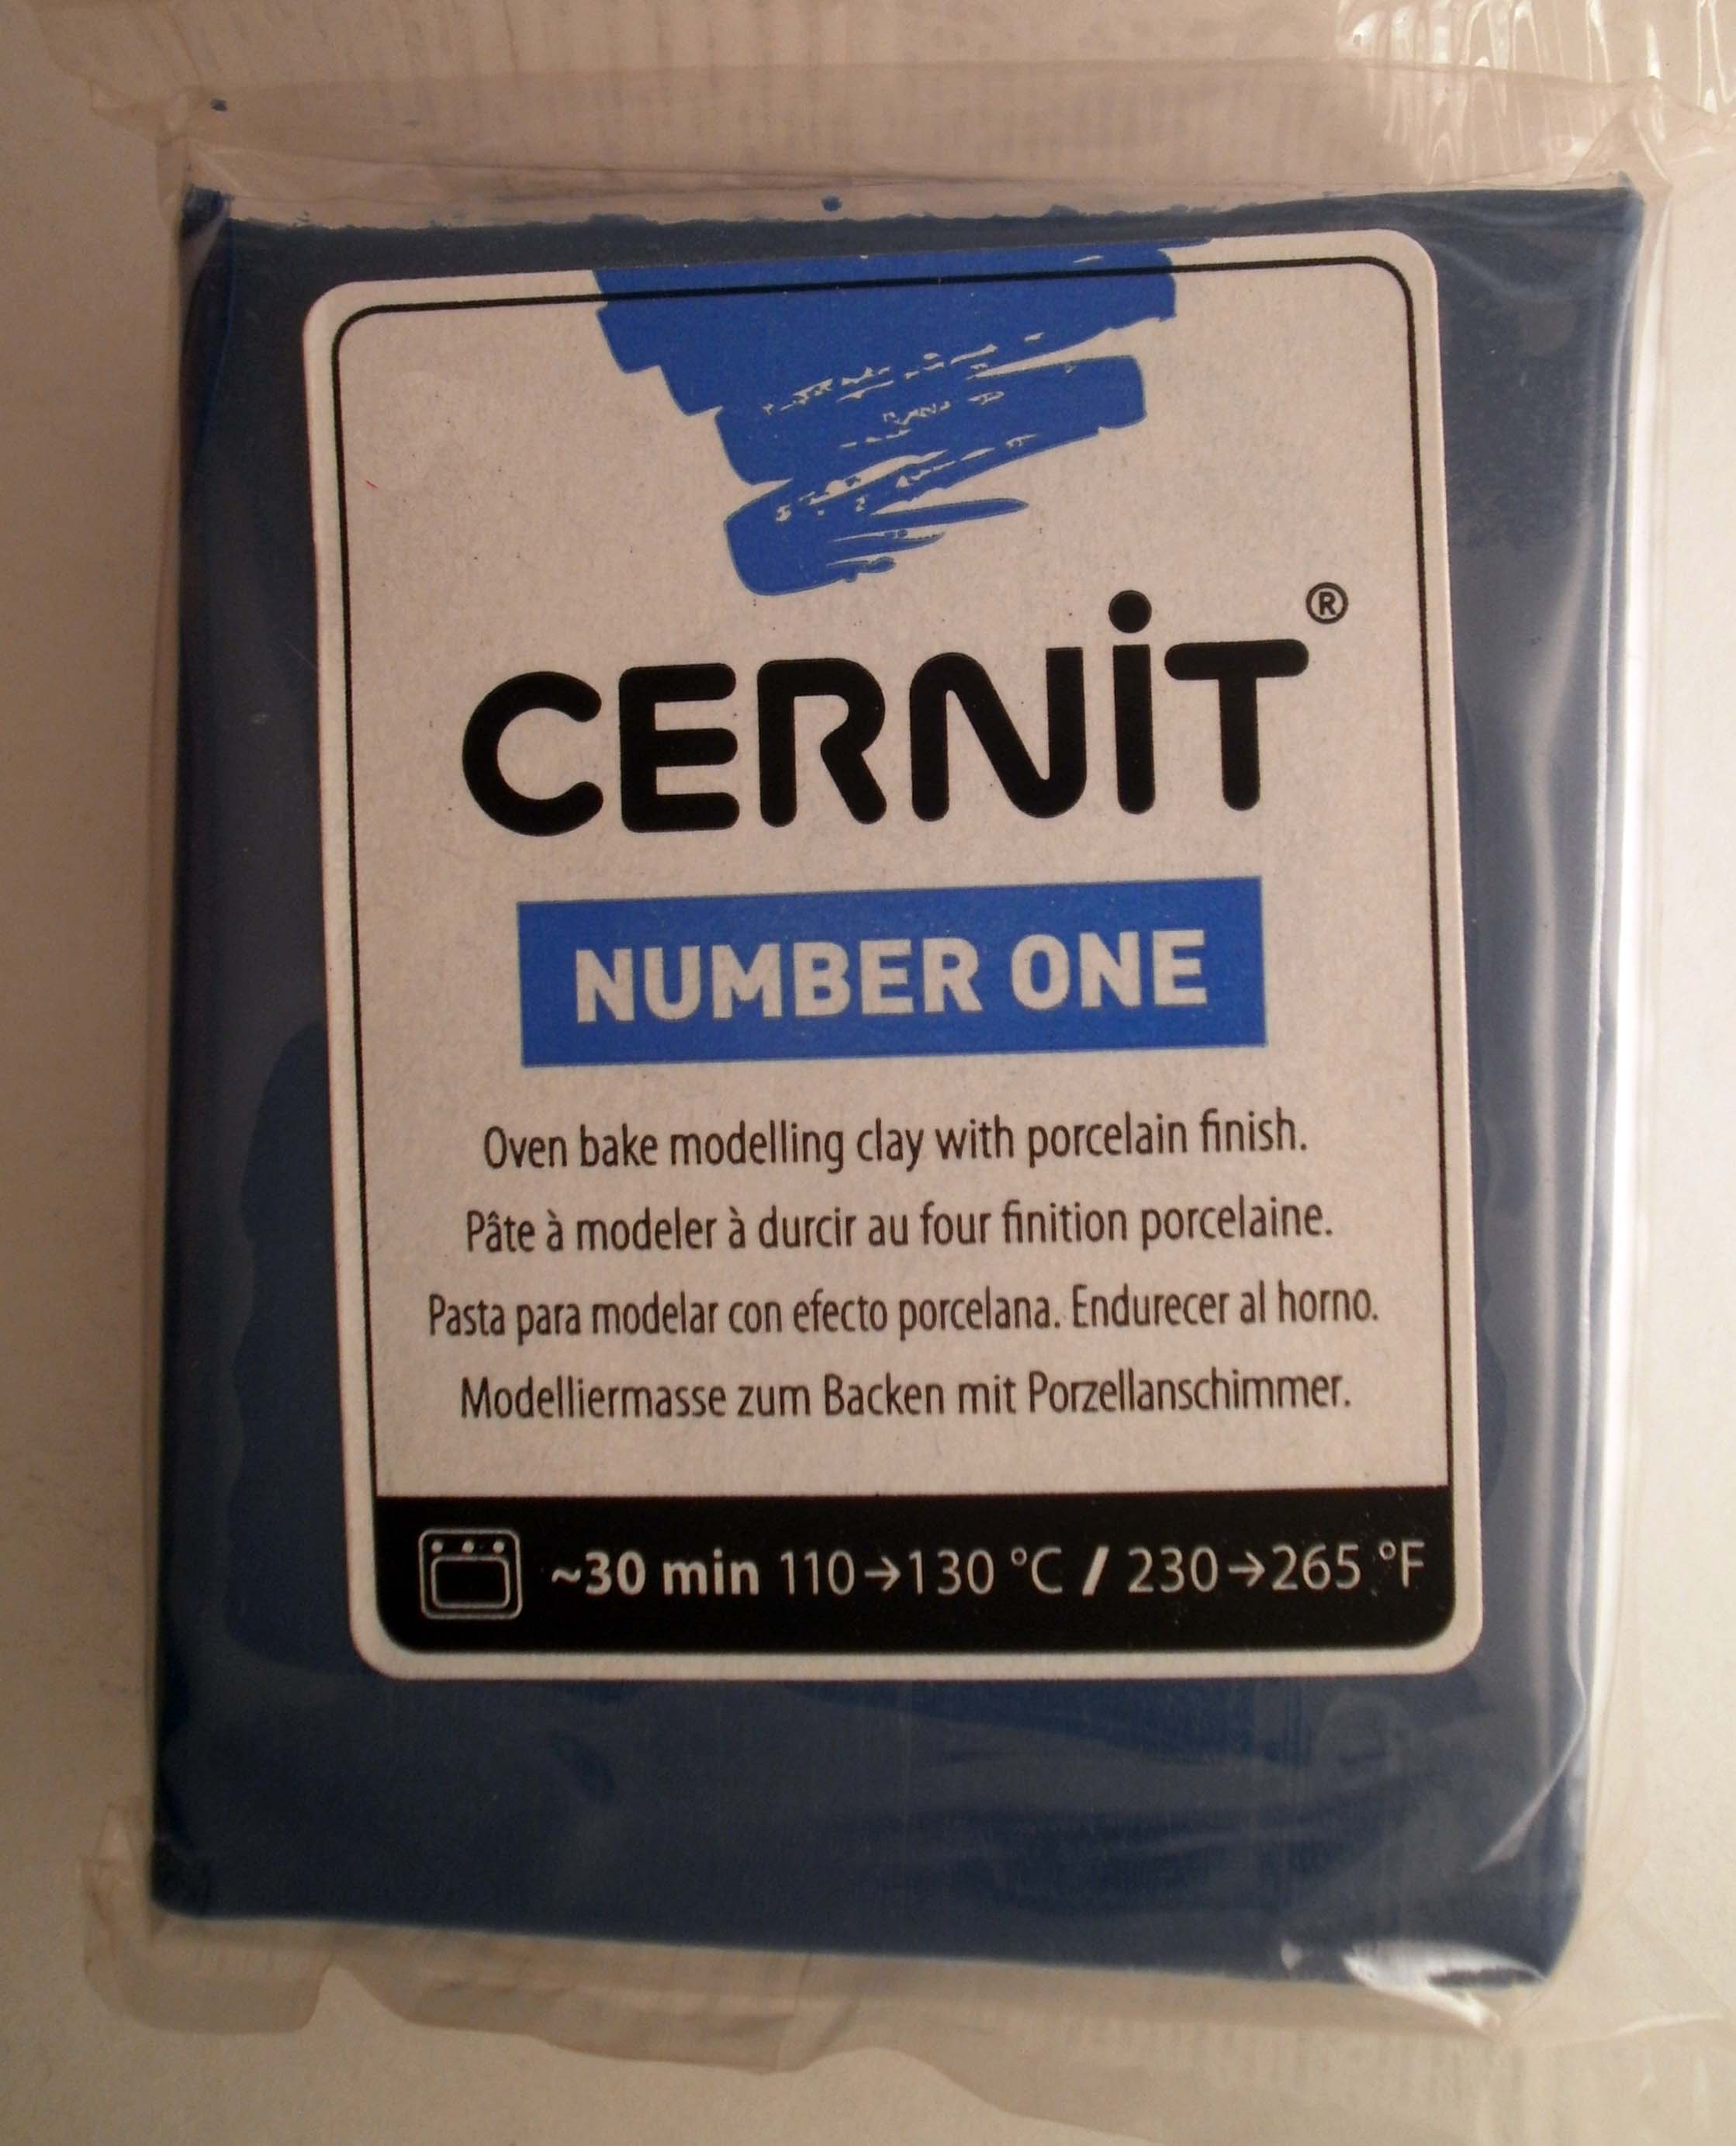 CERNiT®
NUMBER ONE
Oven bake modelling clay with porcelain finish.
Pâte à modeler à durcir au four finition porcelaine.
Pasta para modelar con efecto porcelana. Endurecer al horno.
Modelliermasse zum Backen mit Porzellanschimmer.
~30 min 110→130 °C / 230→265 °F